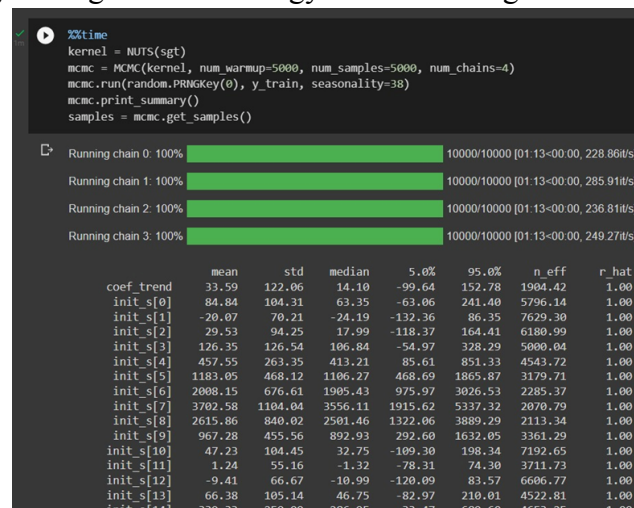 %%time
kernel = NUTS(sgt)
mcmc = MCMC(kernel, num_warmup=5000, num_samples=5000, num_chains=4)
mcmc.run(random.PRNGKey(0), y_train, seasonality=38)
mcmc.print_summary()
samples = mcmc.get_samples()
1m
Running chain 0: 100% 10000/10000 [01:13<00:00, 228.86it/s
Running chain 1: 100% 10000/10000 [01:13<00:00, 285.91it/s
Running chain 2: 100% 10000/10000 [01:13<00:00, 236.81it/s
Running chain 3: 100% 10000/10000 [01:13<00:00, 249.27it/s
mean std median 5.0% 95.0% n_eff r_hat
coef_trend 33.59 122.06 14.10 -99.64 152.78 1904.42 1.00
init_s[0] 84.84 104.31 63.35 -63.06 241.40 5796.14 1.00
init_s[1] -20.07 70.21 -24.19 -132.36 86.35 7629.30 1.00
init_s[2] 29.53 94.25 17.99 -118.37 164.41 6180.99 1.00
init_s[3] 126.35 126.54 106.84 -54.97 328.29 5000.04 1.00
init_s[4] 457.55 263.35 413.21 85.61 851.33 4543.72 1.00
init_s[5] 1183.05 468.12 1106.27 468.69 1865.87 3179.71 1.00
init_s[6] 2008.15 676.61 1905.43 975.97 3026.53 2285.37 1.00
init_s[7] 3702.58 1104.04 3556.11 1915.62 5337.32 2070.79 1.00
init_s[8] 2615.86 840.02 2501.46 1322.06 3889.29 2113.34 1.00
init_s[9] 967.28 455.56 892.93 292.60 1632.05 3361.29 1.00
init_s[10] 47.23 104.45 32.75 -109.30 198.34 7192.65 1.00
init_s[11] 1.24 55.16 -1.32 -78.31 74.30 3711.73 1.00
init_s[12] -9.41 66.67 -10.99 -120.09 83.57 6606.77 1.00
init_s[13] 66.38 105.14 46.75 -82.97 210.01 4522.81 1.00